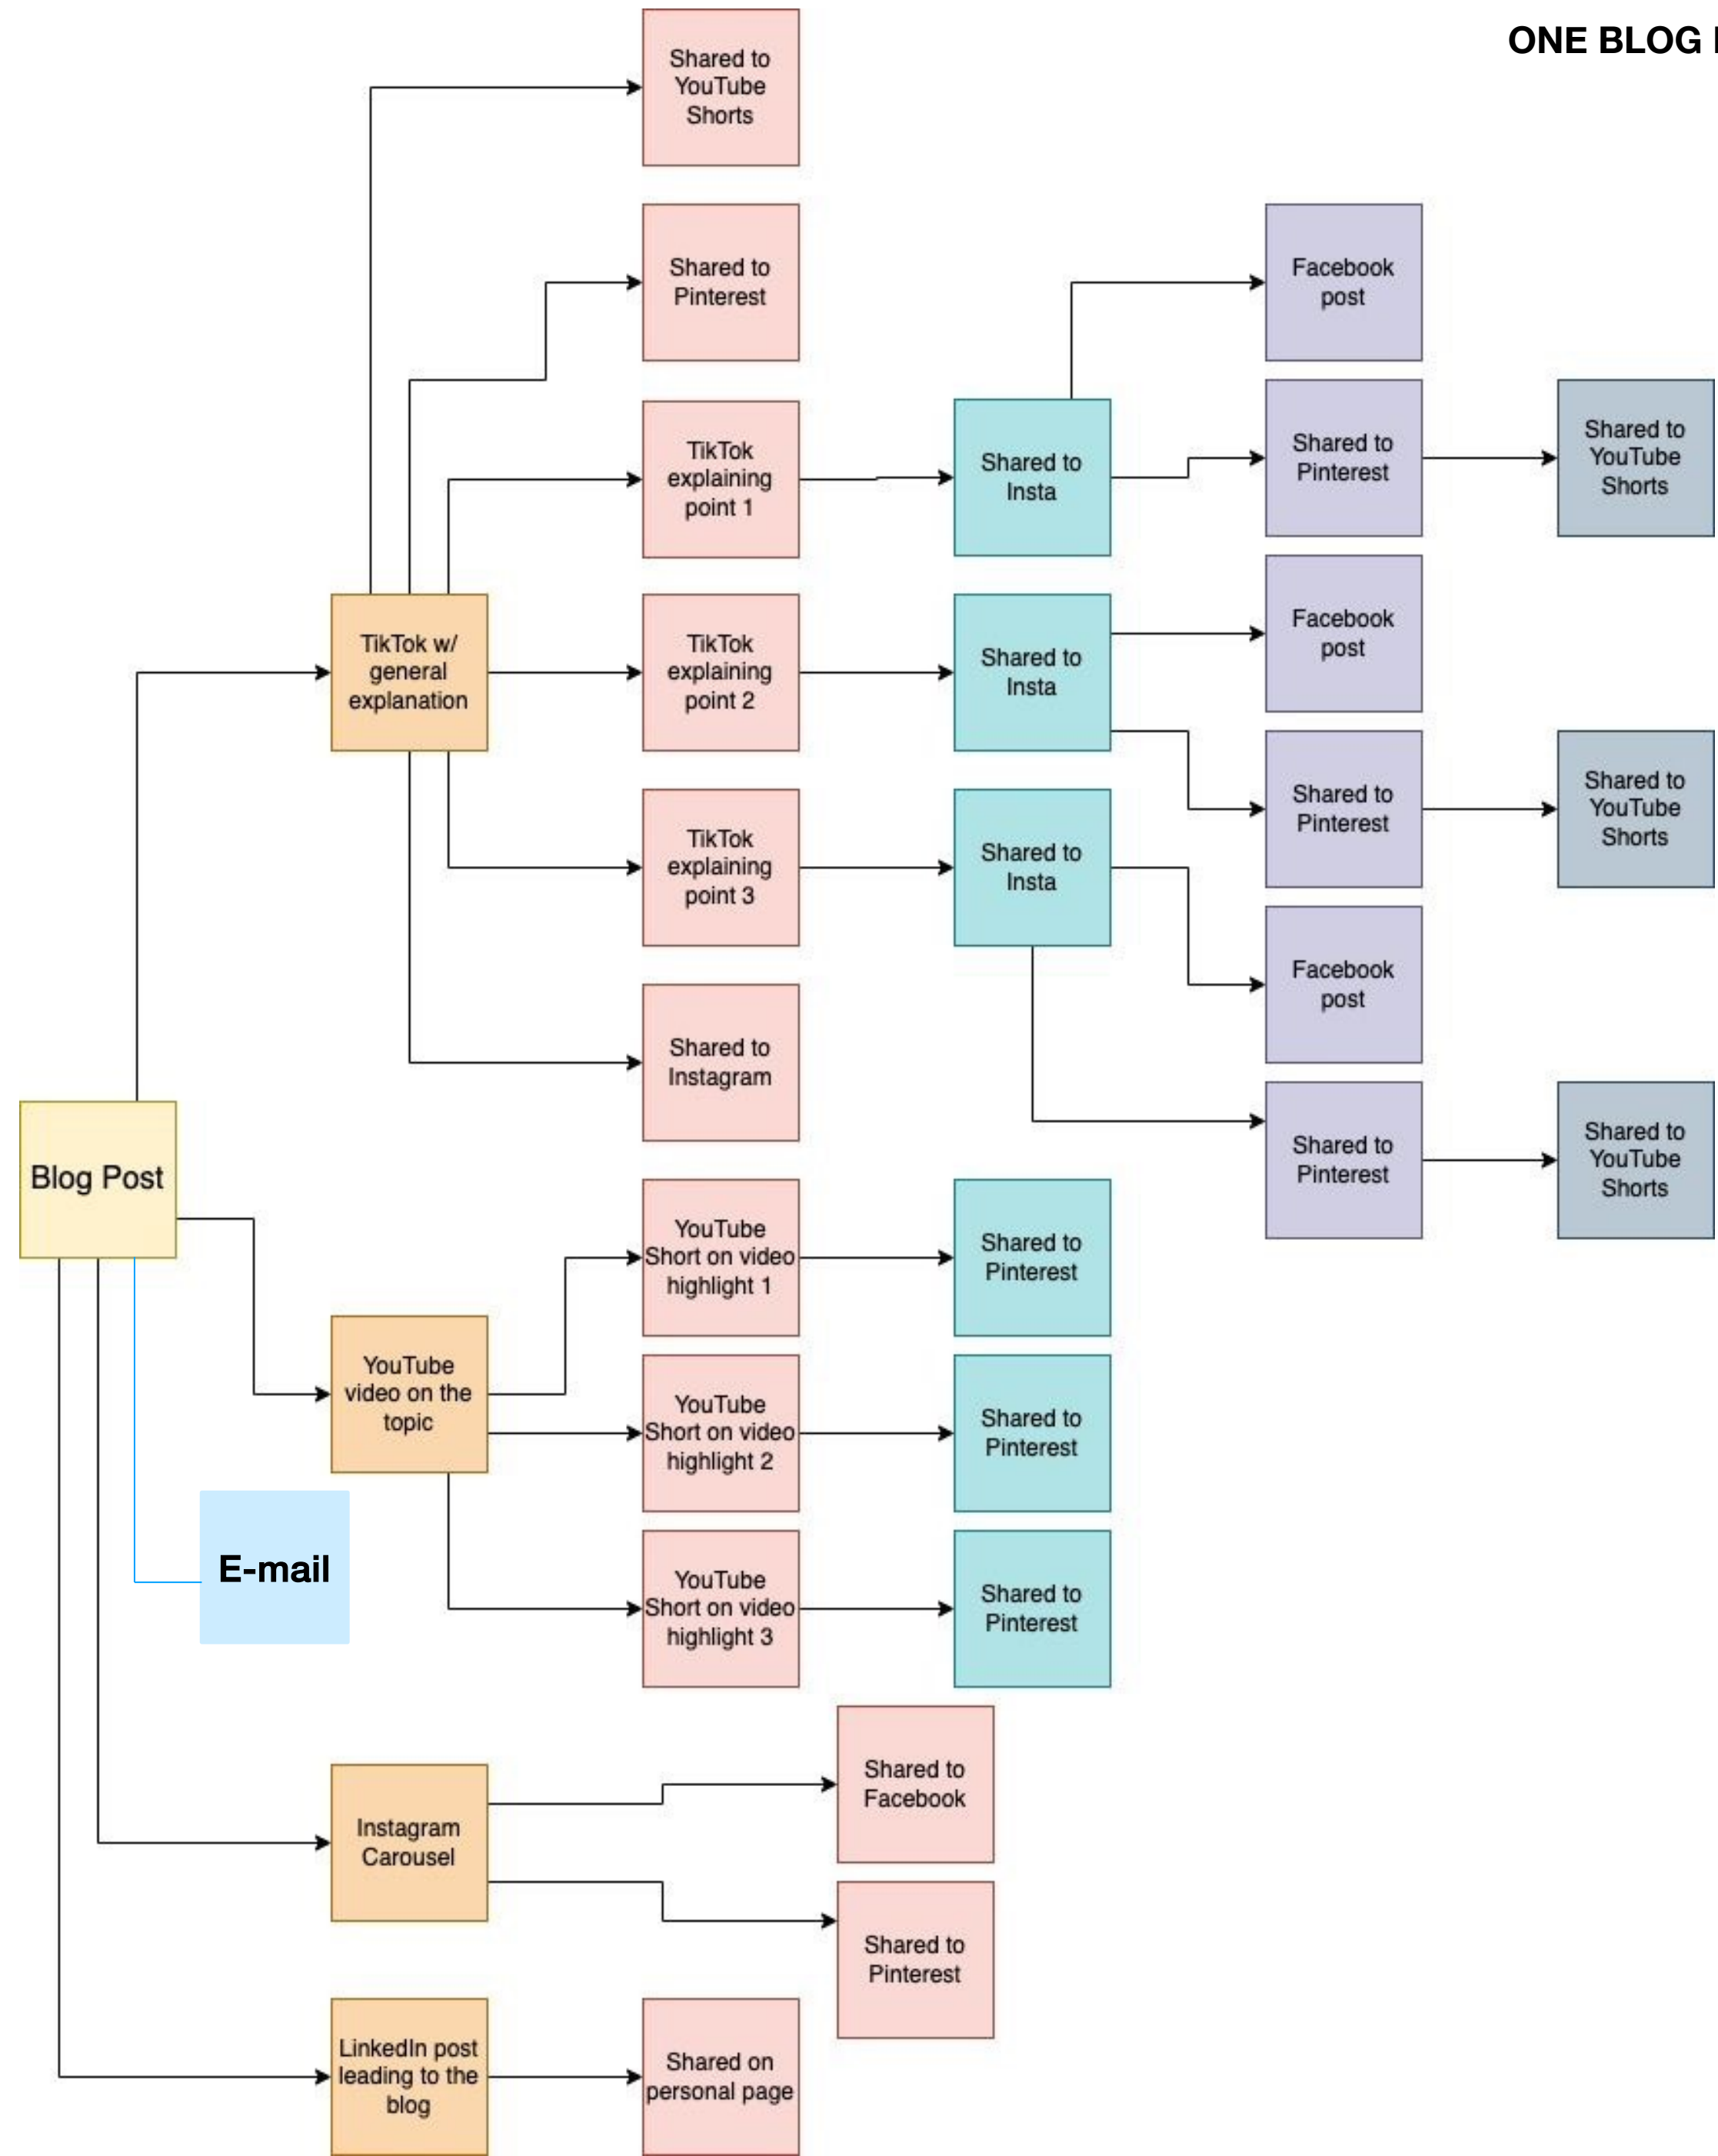 ONE BLOG
Shared to
YouTube
Shorts
Shared to
Pinterest
Facebook
post
TikTok
explaining
point 1
Shared to
Insta
Shared to
Pinterest
Shared to
YouTube
Shorts
TikTok w/
general
explanation
TikTok
explaining
point 2
Shared to
Insta
Facebook
post
TikTok
explaining
point 3
Shared to
Insta
Shared to
Pinterest
Shared to
YouTube
Shorts
Facebook
post
Shared to
Instagram
Shared to
Pinterest
Shared to
YouTube
Shorts
Blog Post
YouTube
Short on video
highlight 1
Shared to
Pinterest
YouTube
video on the
topic
YouTube
Short on video
highlight 2
Shared to
Pinterest
E-mail
YouTube
Short on video
highlight 3
Shared to
Pinterest
Instagram
Carousel
Shared to
Facebook
Shared to
Pinterest
LinkedIn post
leading to the
blog
Shared on
personal page